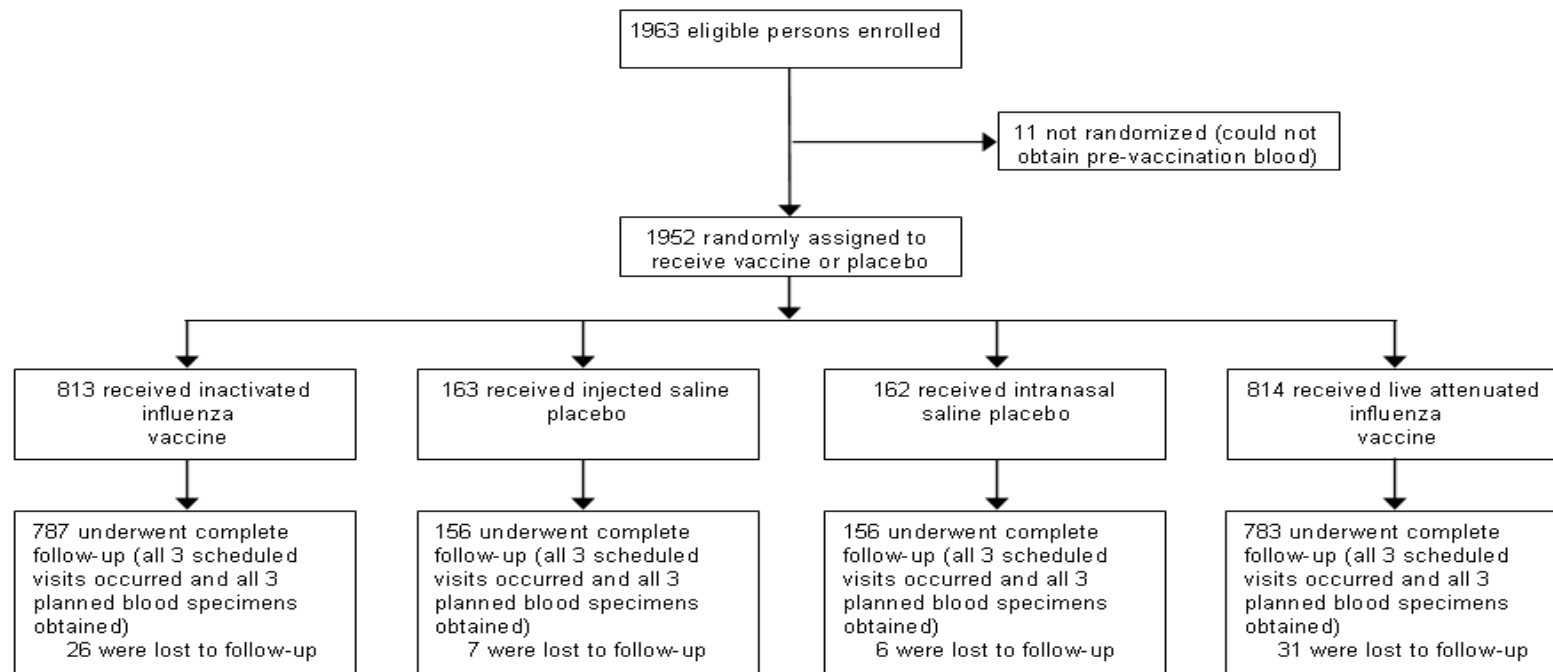 1963 eligible persons enrolled
11 not randomized (could not
obtain pre-vaccination blood)
1952 randomly assigned to
receive vaccine or placebo
813 received inactivated
influenza
vaccine
163 received injected saline
placebo
162 received intranasal
saline placebo
814 received live attenuated
influenza
vaccine
787 underwent complete
follow-up (all 3 scheduled
visits occurred and all 3
planned blood specimens
obtained)
26 were lost to follow-up
156 underwent complete
follow-up (all 3 scheduled
visits occurred and all 3
planned blood specimens
obtained)
7 were lost to follow-up
156 underwent complete
follow-up (all 3 scheduled
visits occurred and all 3
planned blood specimens
obtained)
6 were lost to follow-up
783 underwent complete
follow-up (all 3 scheduled
visits occurred and all 3
planned blood specimens
obtained)
31 were lost to follow-up